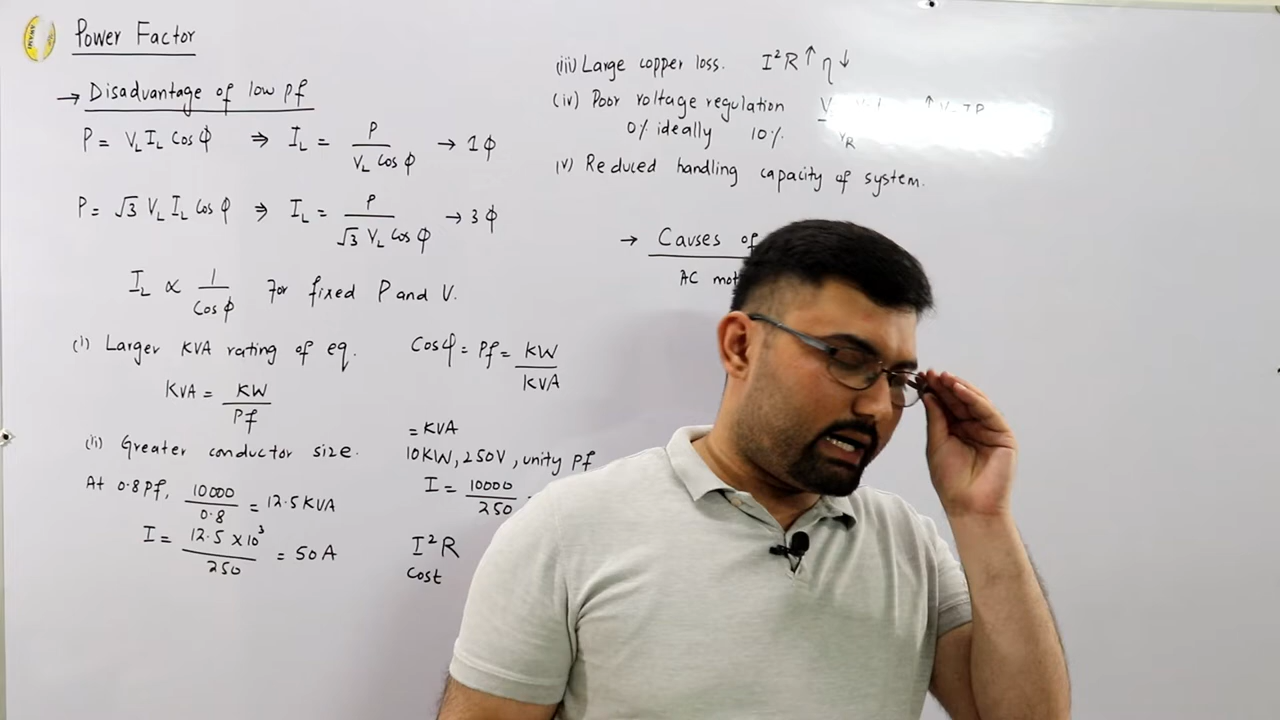 AWANI
Power Factor
→ Disadvantage of low pf
P = V_L I_L Cos ϕ ⇒ I_L = P / V_L Cos ϕ → 1 ϕ
P = √3 V_L I_L Cos ϕ ⇒ I_L = P / √3 V_L Cos ϕ → 3 ϕ
I_L ∝ 1 / Cos ϕ For fixed P and V.
(i) Larger KVA rating of eq. Cos φ = Pf = KW / KVA
KVA = KW / Pf
= KVA
(ii) Greater conductor size. 10KW, 250V, unity pf
At 0.8 pf, 10000 / 0.8 = 12.5 KVA I = 10000 / 250
I = 12.5 × 10³ / 250 = 50 A I²R
Cost
(iii) Large copper loss. I²R ↑ η ↓
(iv) Poor voltage regulation
0% ideally 10%. V_R
(v) Reduced handling capacity of system.
→ Causes of
AC mot